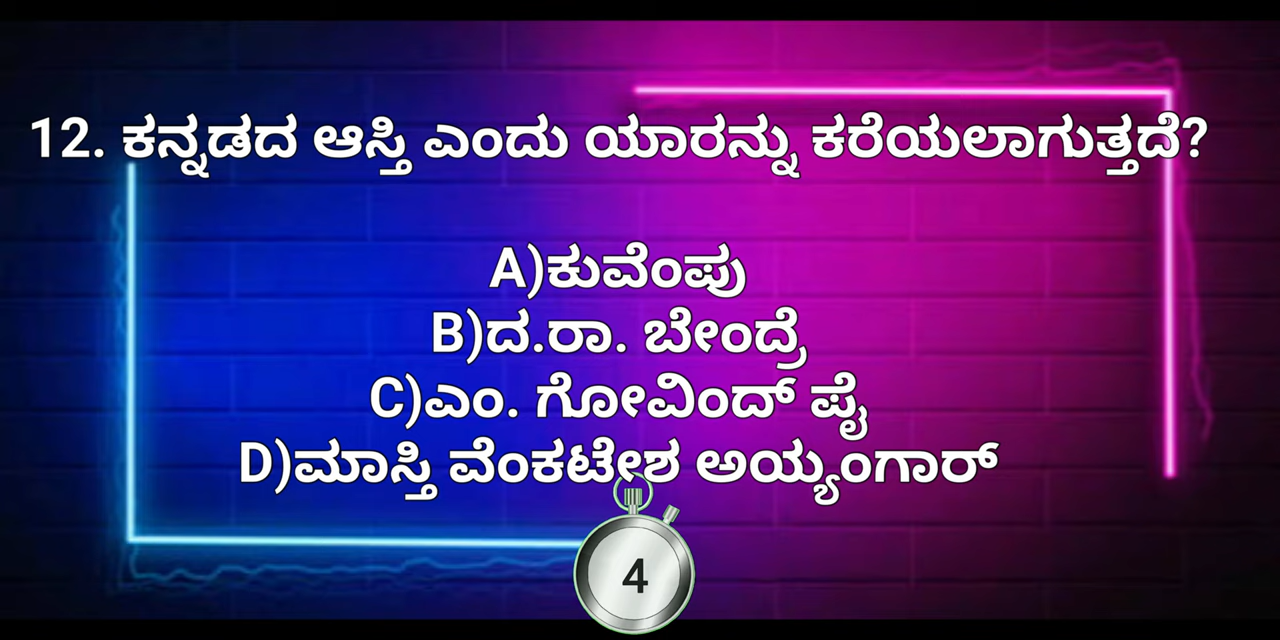 12. ಕನ್ನಡದ ಆಸ್ತಿ ಎಂದು ಯಾರನ್ನು ಕರೆಯಲಾಗುತ್ತದೆ?
A)ಕುವೆಂಪು
B)ದ.ರಾ. ಬೇಂದ್ರೆ
C)ಎಂ. ಗೋವಿಂದ್ ಪೈ
D)ಮಾಸ್ತಿ ವೆಂಕಟೇಶ ಅಯ್ಯಂಗಾರ್
4